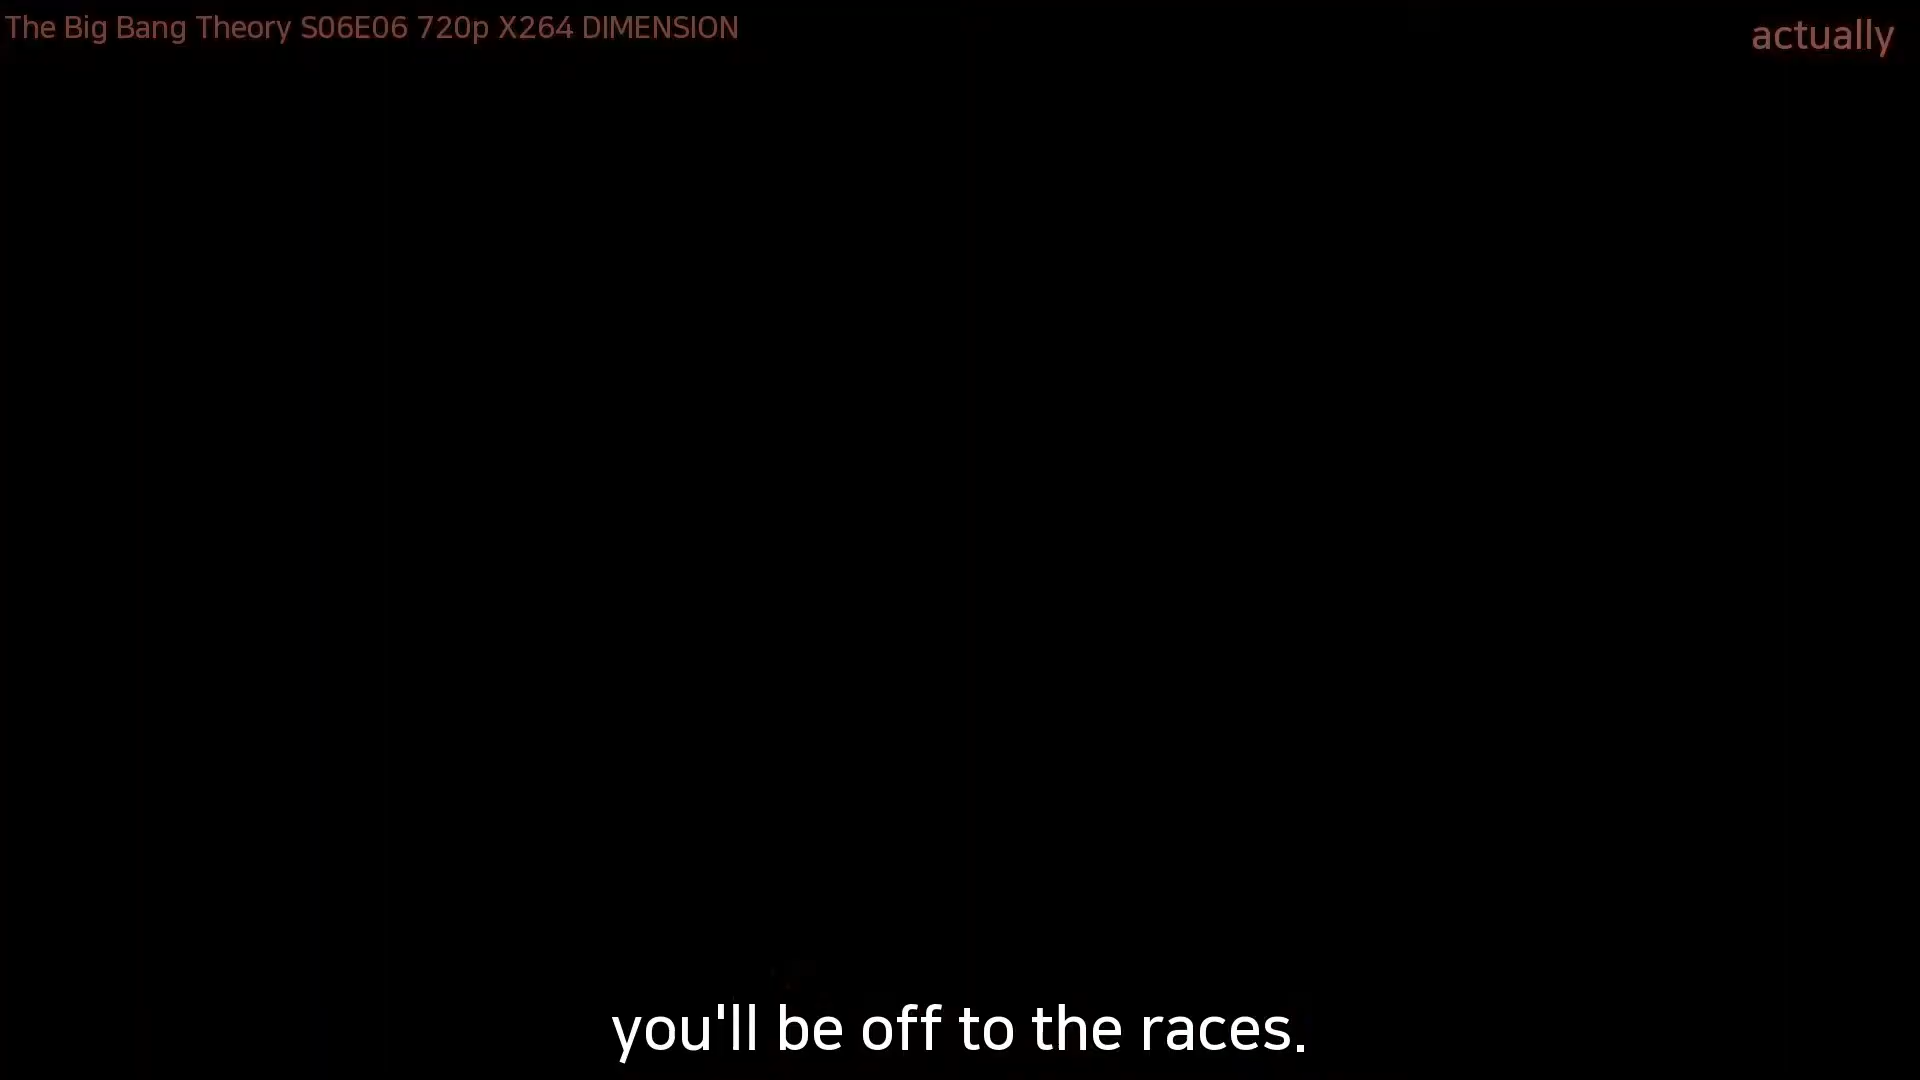 The Big Bang Theory S06E06 720p X264 DIMENSION
actually
you'll be off to the races.